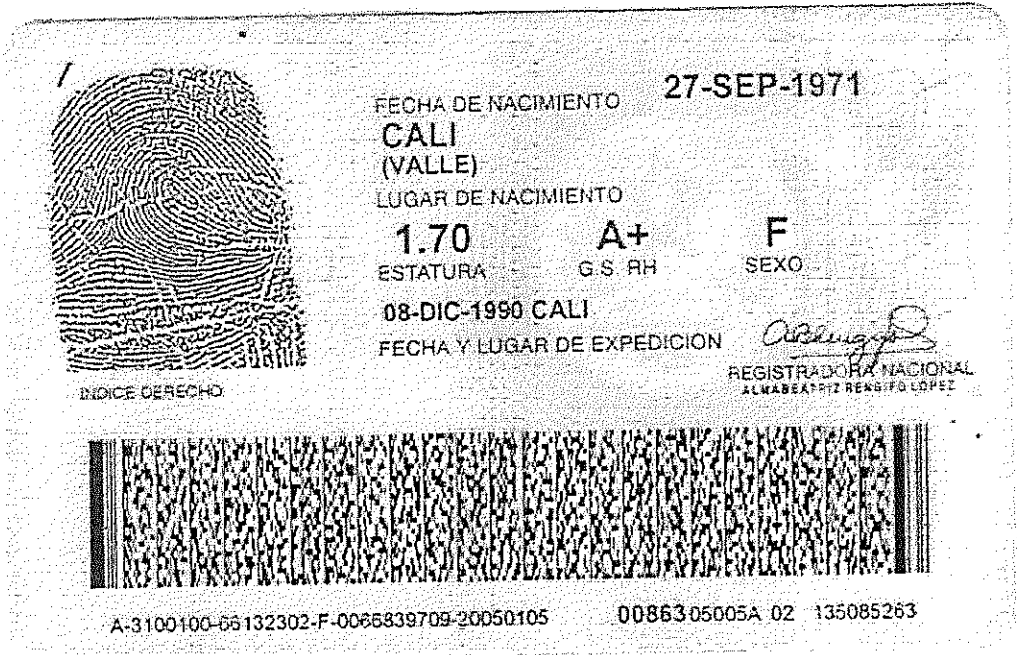 27-SEP-1971
FECHA DE NACIMIENTO
CALI
(VALLE)
LUGAR DE NACIMIENTO
1.70 A+ F
ESTATURA G.S. RH SEXO
08-DIC-1990 CALI
FECHA Y LUGAR DE EXPEDICION
INDICE DERECHO
REGISTRADORA NACIONAL
ALMABEATRIZ RENGIFO LOPEZ
A-3100100-66132302-F-0066839709-20050105 0086305005A 02 135085263